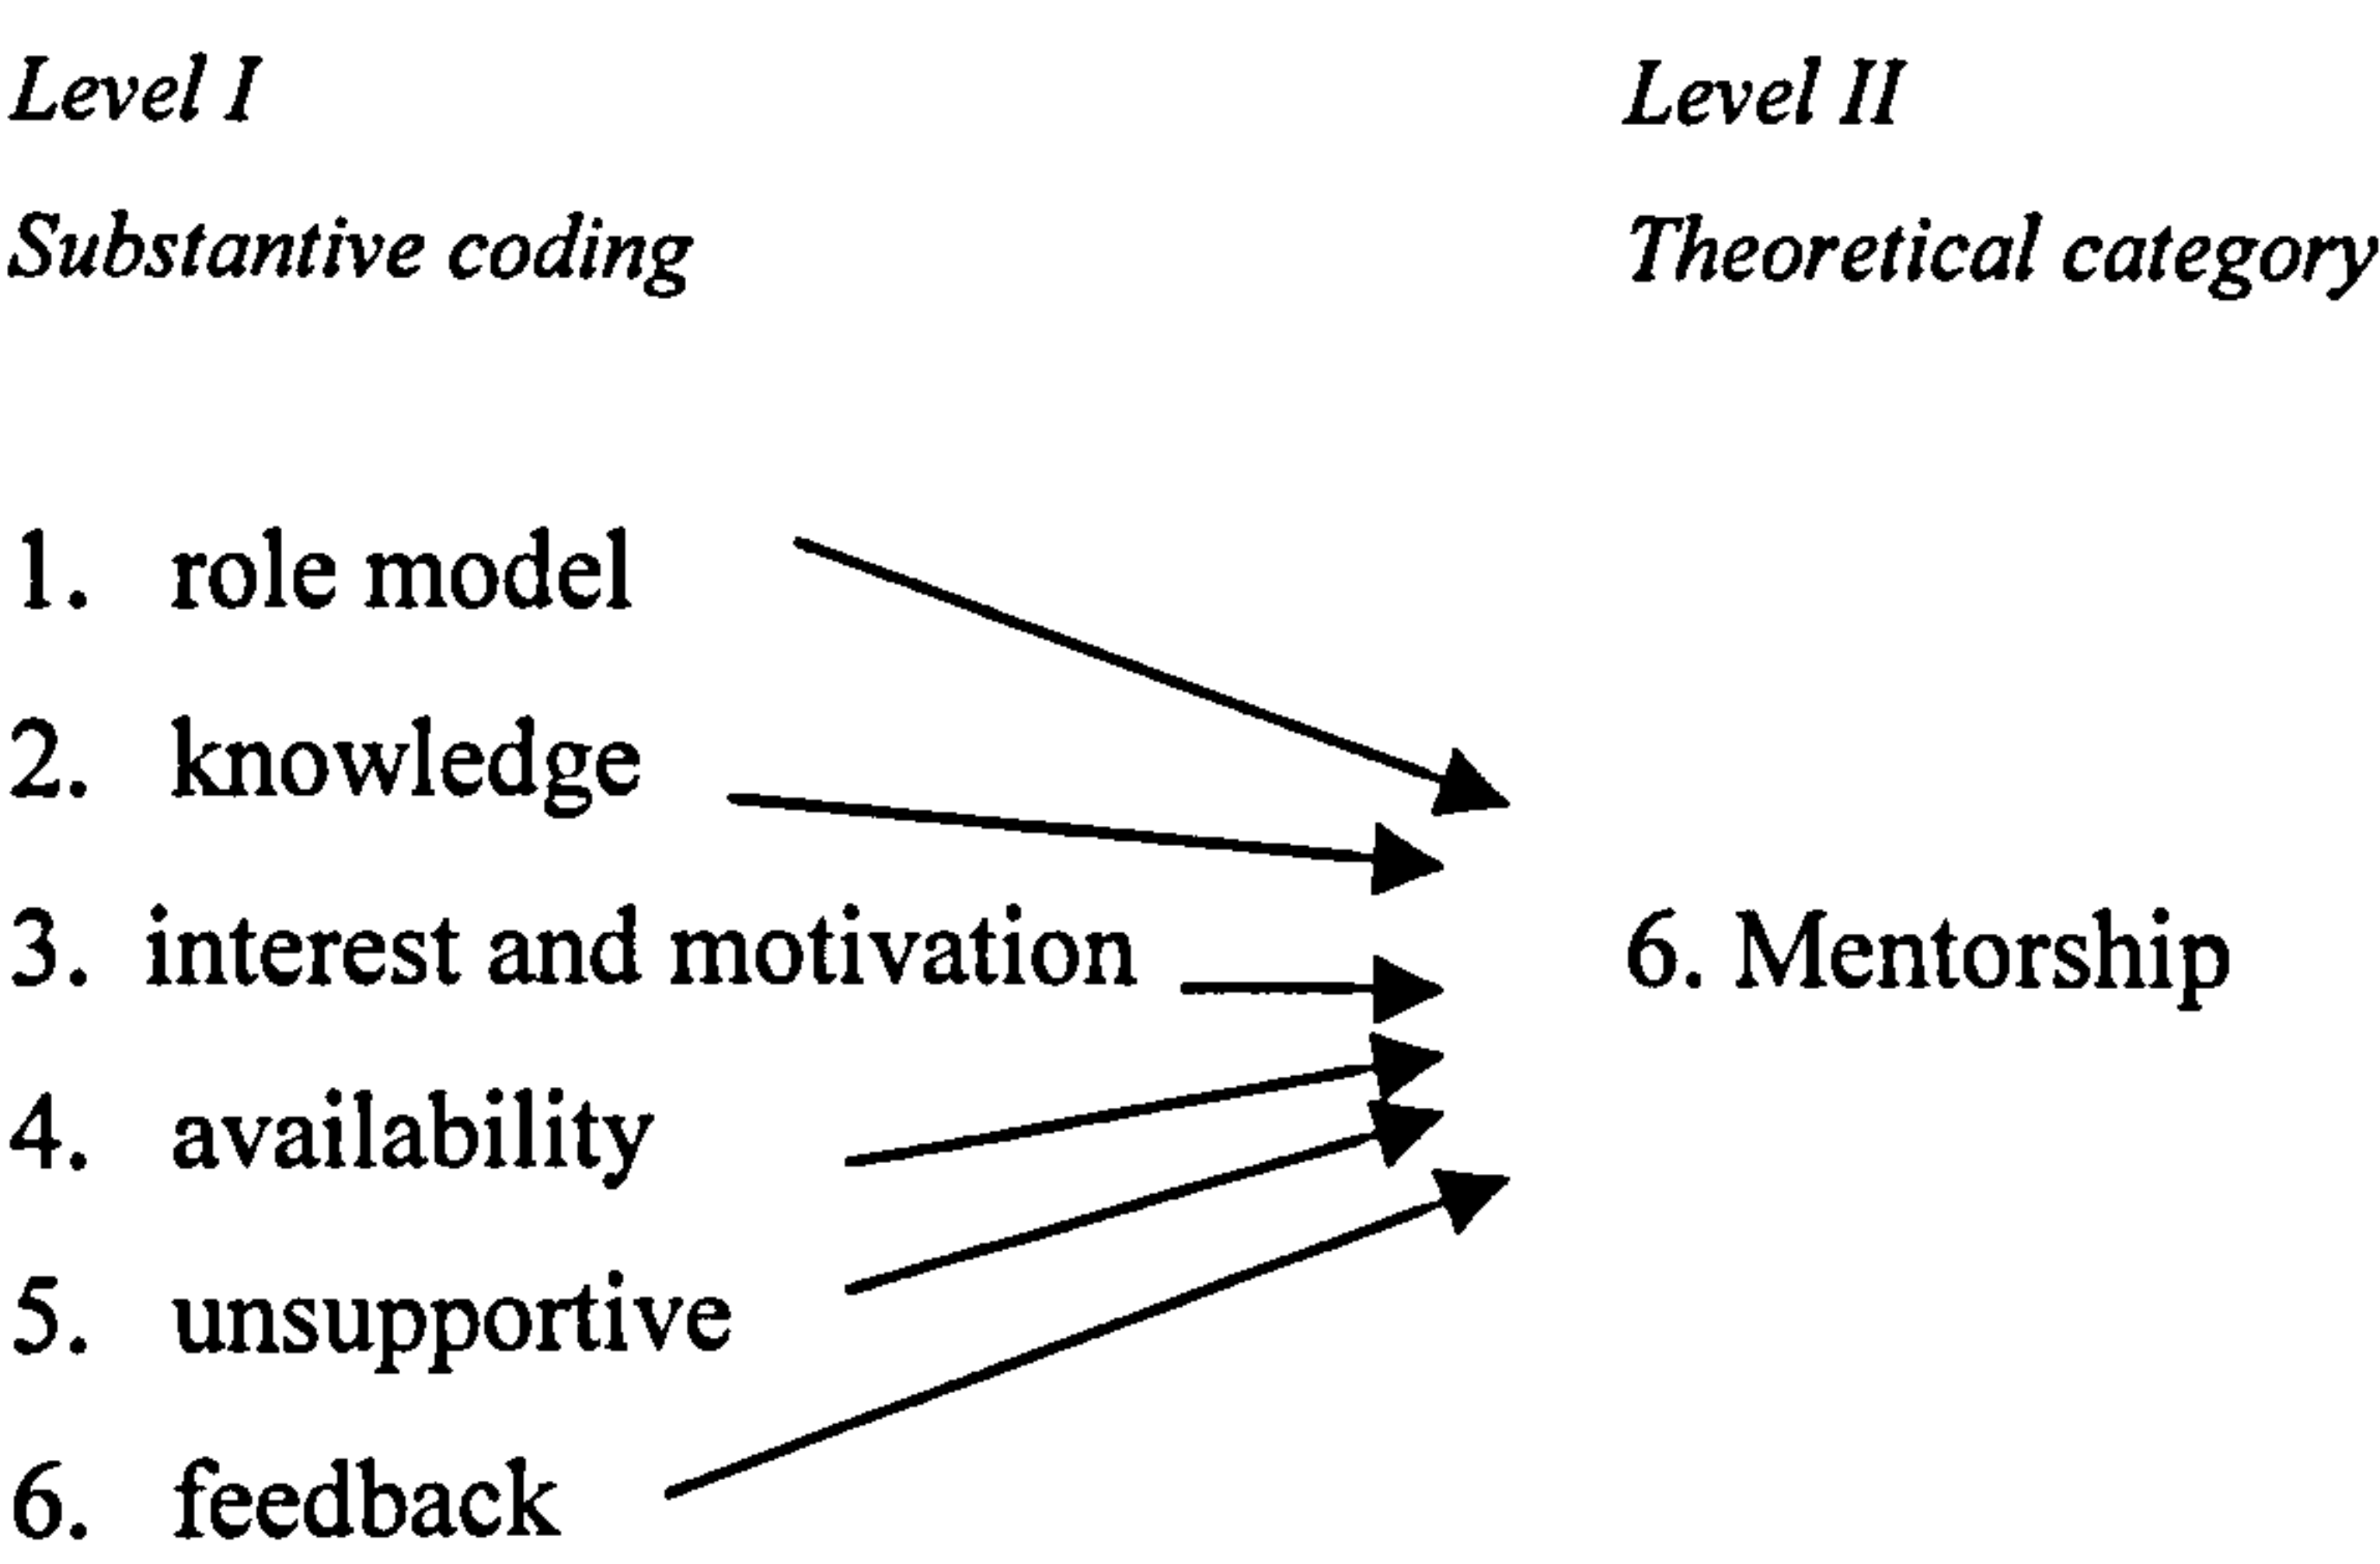 Level I
Level II
Substantive coding
Theoretical category
1. role model
2. knowledge
3. interest and motivation
6. Mentorship
4. availability
5. unsupportive
6. feedback